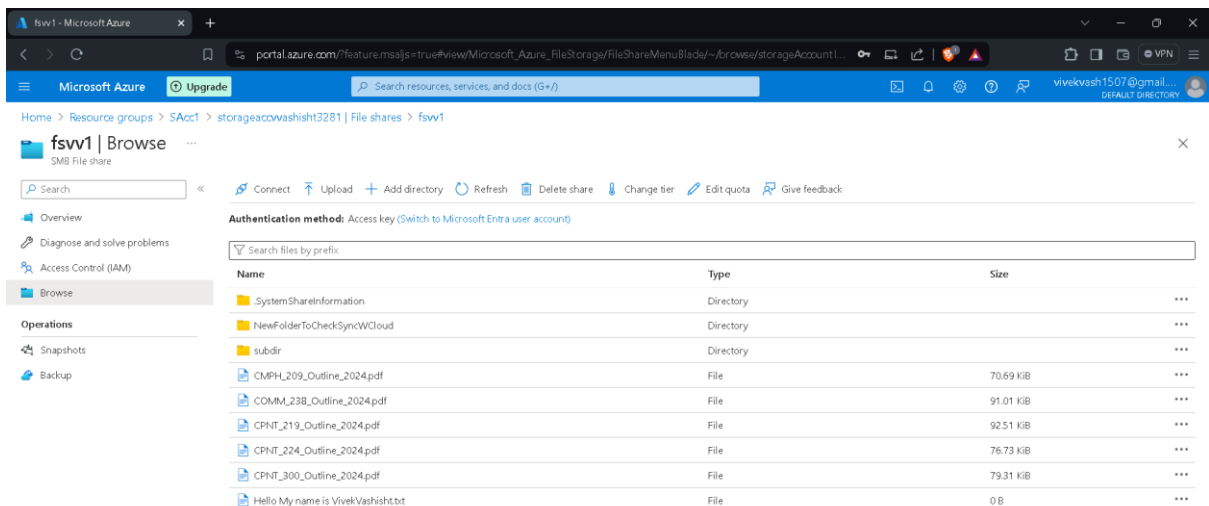 fsvv1 - Microsoft Azure
portal.azure.com/?feature.msaljs=true#view/Microsoft_Azure_FileStorage/FileShareMenuBlade/~/browse/storageAccountI...
VPN
Microsoft Azure
Upgrade
Search resources, services, and docs (G+/)
vivekvash1507@gmail....
DEFAULT DIRECTORY
Home > Resource groups > SAcc1 > storageaccvvashisht3281 | File shares > fsvv1
fsvv1 | Browse ...
SMB File share
Search
Connect Upload Add directory Refresh Delete share Change tier Edit quota Give feedback
Overview
Diagnose and solve problems
Access Control (IAM)
Browse
Operations
Snapshots
Backup
Authentication method: Access key (Switch to Microsoft Entra user account)
Search files by prefix
Name Type Size
.SystemShareInformation Directory
NewFolderToCheckSyncWCloud Directory
subdir Directory
CMPH_209_Outline_2024.pdf File 70.69 KiB
COMM_238_Outline_2024.pdf File 91.01 KiB
CPNT_219_Outline_2024.pdf File 92.51 KiB
CPNT_224_Outline_2024.pdf File 76.73 KiB
CPNT_300_Outline_2024.pdf File 79.31 KiB
Hello My name is VivekVashisht.txt File 0 B